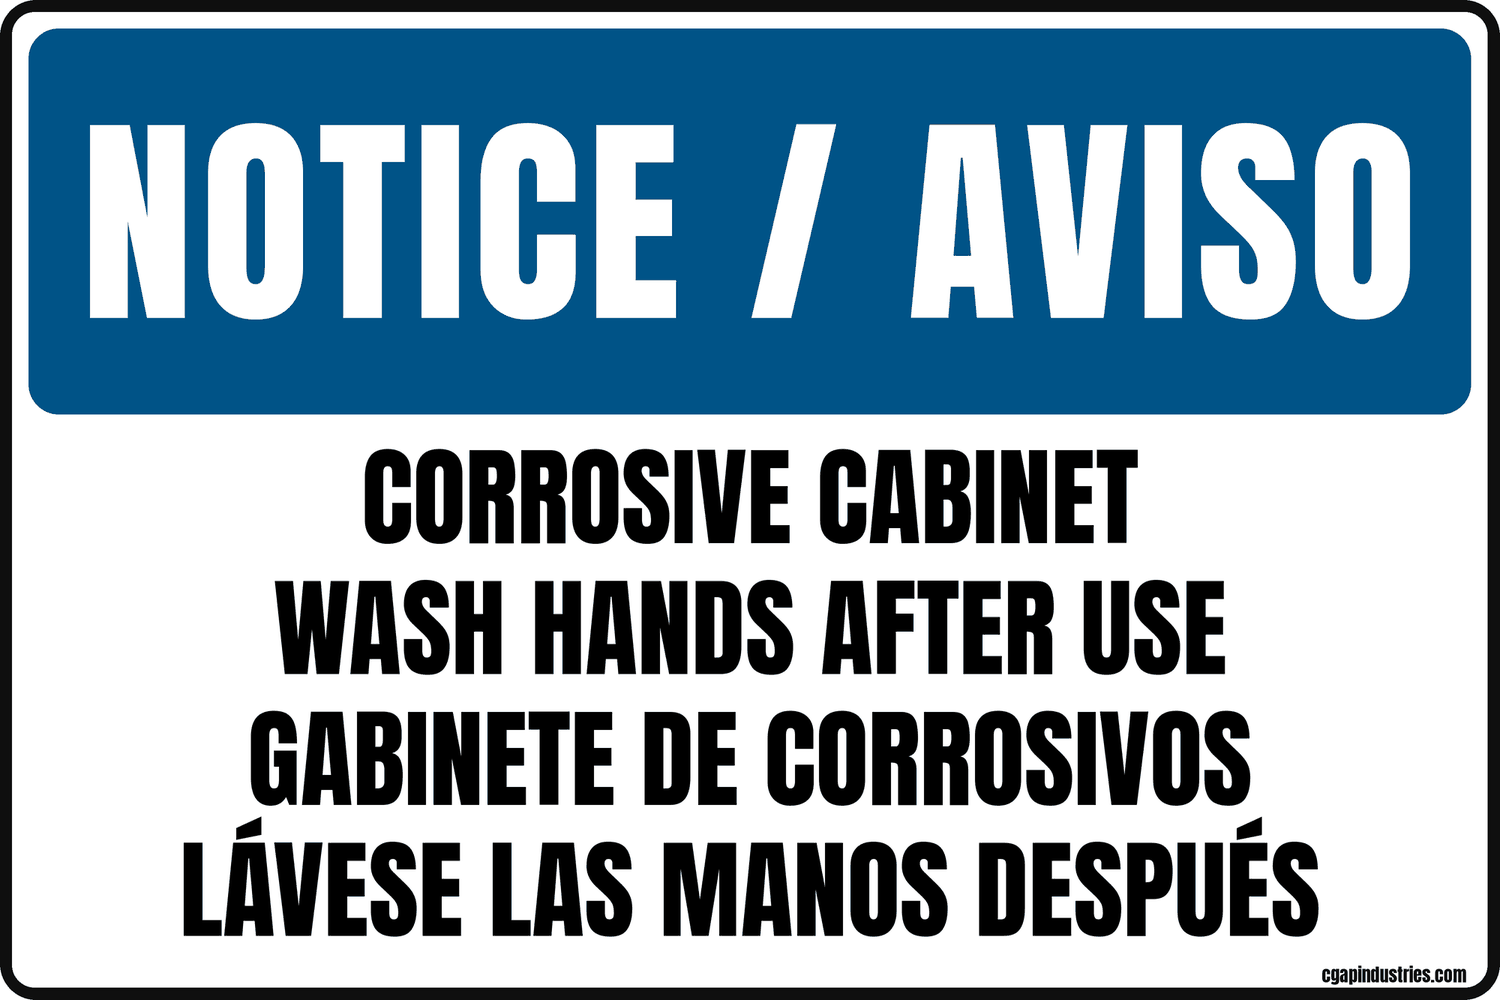 NOTICE / AVISO
CORROSIVE CABINET
WASH HANDS AFTER USE
GABINETE DE CORROSIVOS
LÁVESE LAS MANOS DESPUÉS
cgapindustries.com